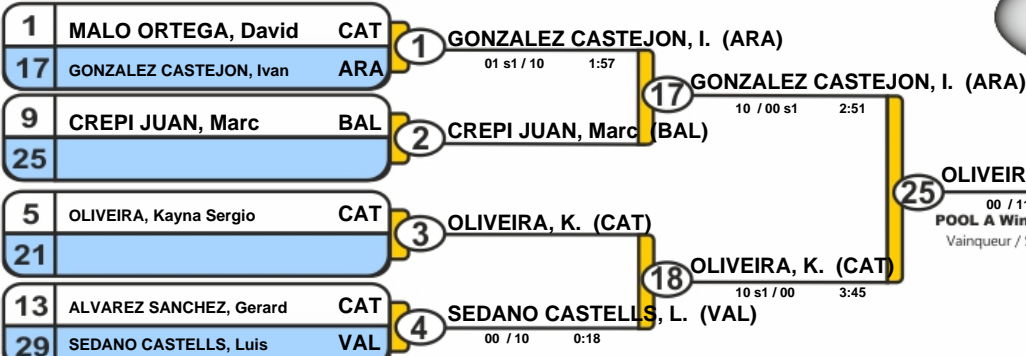 1 MALO ORTEGA, David CAT
17 GONZALEZ CASTEJON, Ivan ARA
1 GONZALEZ CASTEJON, I. (ARA)
01 s1 / 10 1:57
9 CREPI JUAN, Marc BAL
25
2 CREPI JUAN, Marc (BAL)
17 GONZALEZ CASTEJON, I. (ARA)
10 / 00 s1 2:51
5 OLIVEIRA, Kayna Sergio CAT
21
3 OLIVEIRA, K. (CAT)
13 ALVAREZ SANCHEZ, Gerard CAT
29 SEDANO CASTELLS, Luis VAL
4 SEDANO CASTELLS, L. (VAL)
00 / 10 0:18
18 OLIVEIRA, K. (CAT)
10 s1 / 00 3:45
25 OLIVEIR
00 / 1
POOL A Win
Vainqueur /